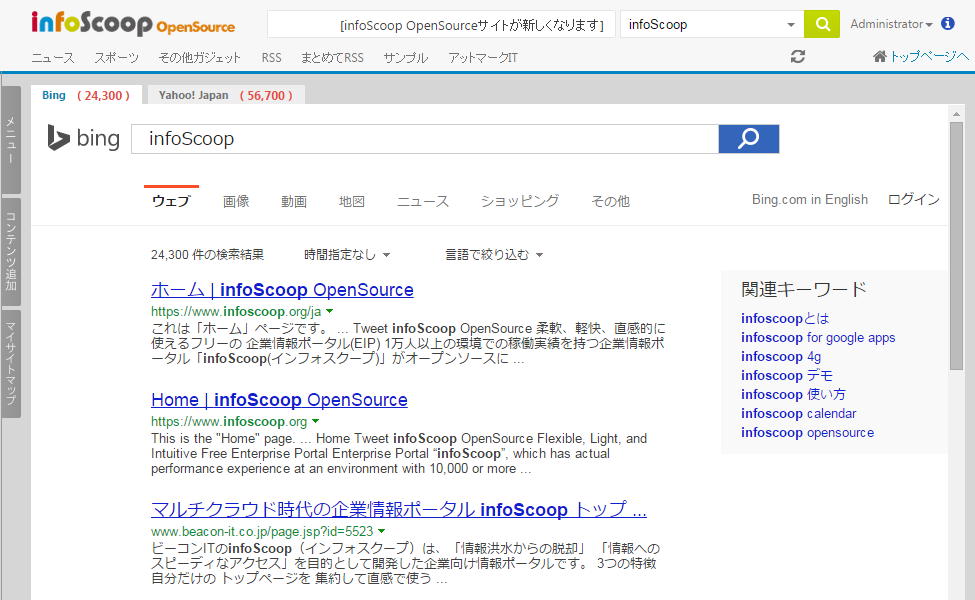 infoScoop OpenSource
[infoScoop OpenSourceサイトが新しくなります]
infoScoop
Administrator
ニュース スポーツ その他ガジェット RSS まとめてRSS サンプル アットマークIT
トップページへ
Bing ( 24,300 ) Yahoo! Japan ( 56,700 )
メニュー
コンテンツ追加
マイサイトマップ
bing
infoScoop
ウェブ 画像 動画 地図 ニュース ショッピング その他
Bing.com in English ログイン
24,300 件の検索結果 時間指定なし 言語で絞り込む
ホーム | infoScoop OpenSource
https://www.infoscoop.org/ja
これは「ホーム」ページです。 ... Tweet infoScoop OpenSource 柔軟、軽快、直感的に
使えるフリーの 企業情報ポータル(EIP) 1万人以上の環境での稼働実績を持つ企業情報ポ
ータル「infoScoop(インフォスクープ)」がオープンソースに ...
Home | infoScoop OpenSource
https://www.infoscoop.org
This is the "Home" page. ... Home Tweet infoScoop OpenSource Flexible, Light, and
Intuitive Free Enterprise Portal Enterprise Portal “infoScoop”, which has actual
performance experience at an environment with 10,000 or more ...
マルチクラウド時代の企業情報ポータル infoScoop トップ ...
www.beacon-it.co.jp/page.jsp?id=5523
ビーコンITのinfoScoop（インフォスクープ）は、「情報洪水からの脱却」 「情報への
スピーディなアクセス」を目的として開発した企業向け情報ポータルです。 3つの特徴
自分だけの トップページを 集約して直感で使う ...
関連キーワード
infoscoopとは
infoscoop for google apps
infoscoop 4g
infoscoop デモ
infoscoop 使い方
infoscoop calendar
infoscoop opensource